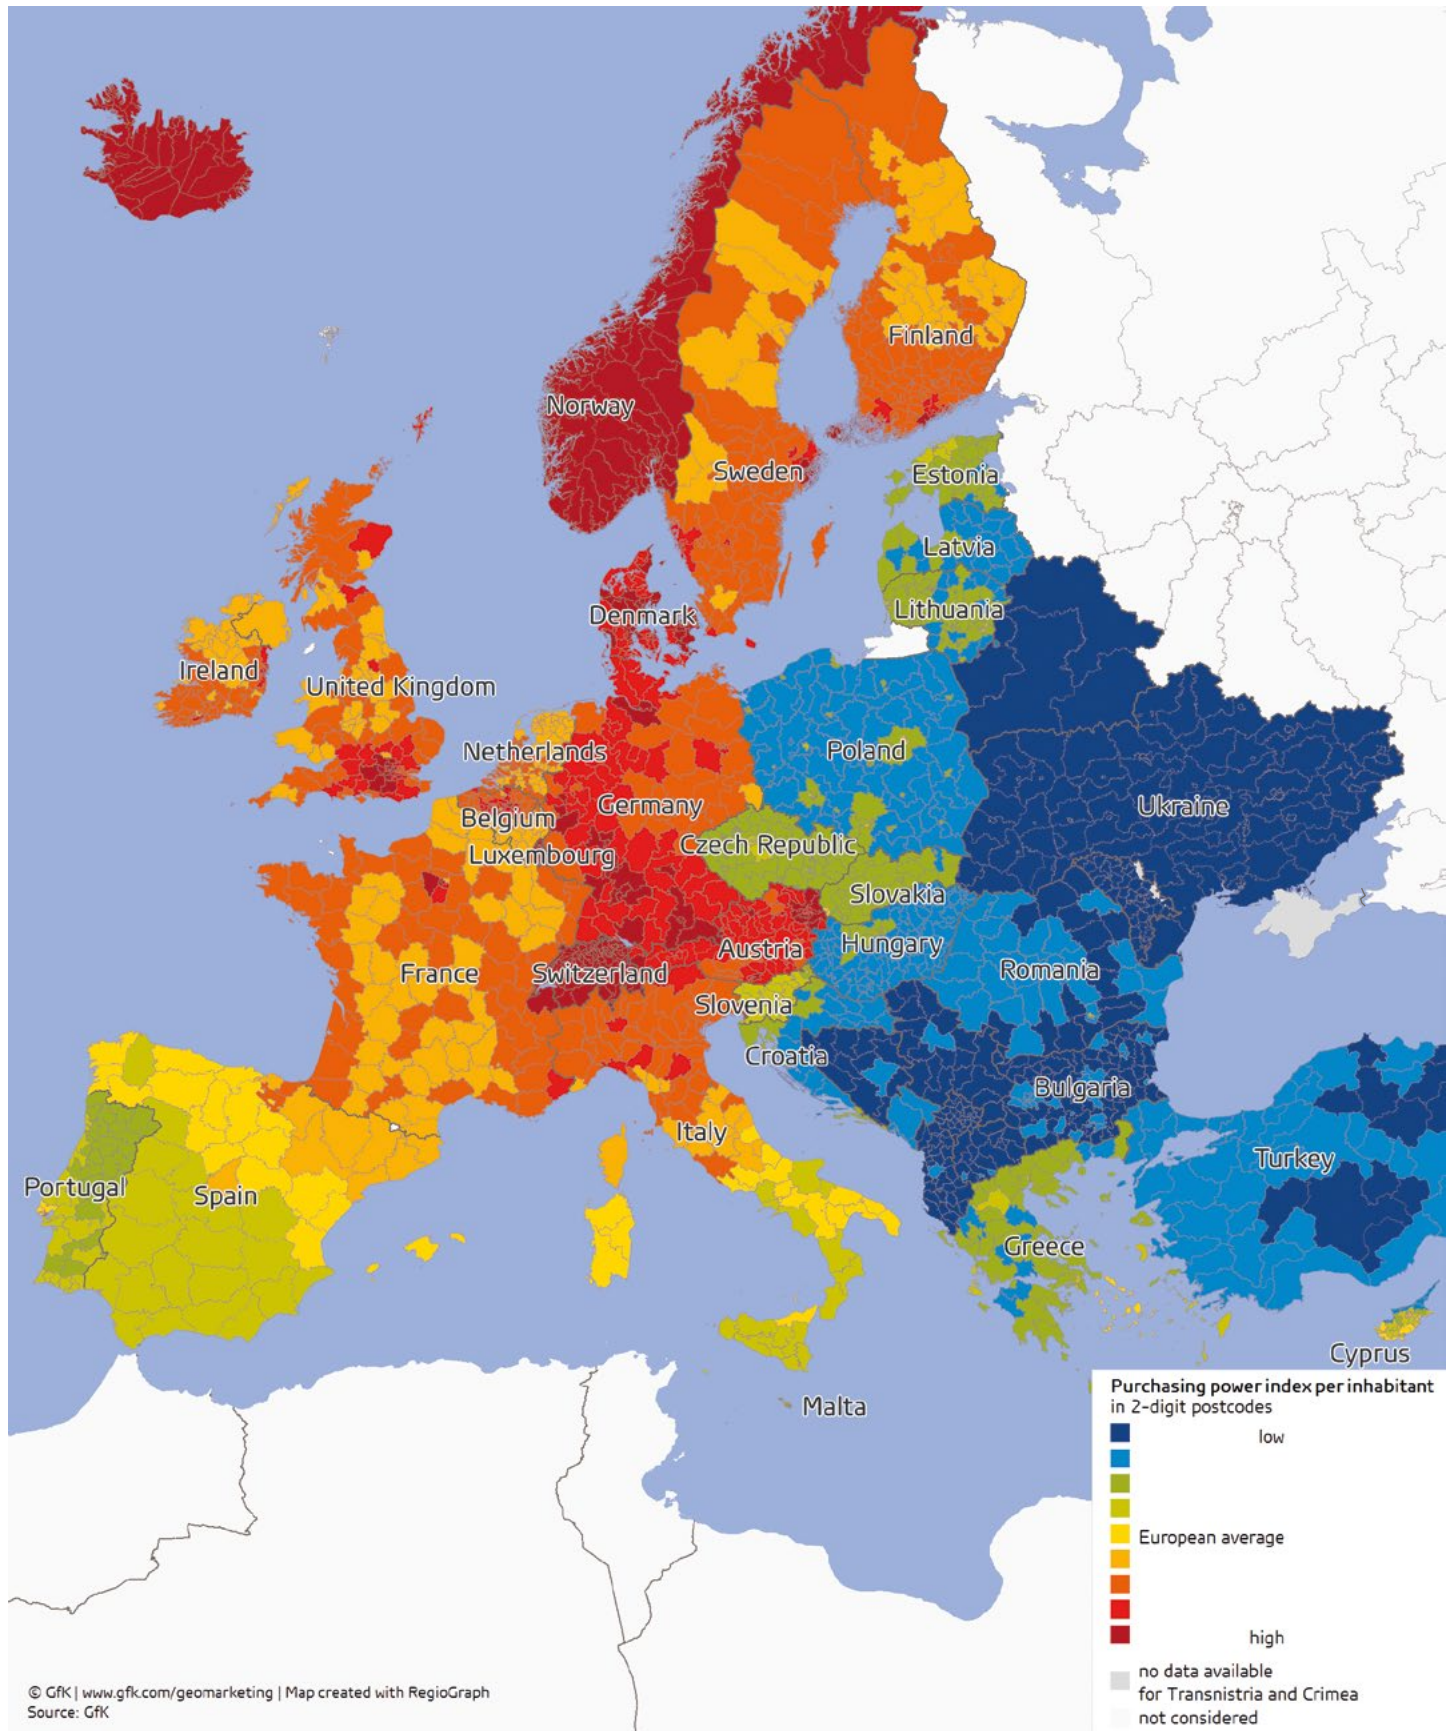 Norway
Finland
Sweden
Estonia
Latvia
Denmark
Lithuania
Ireland
United Kingdom
Netherlands
Poland
Germany
Belgium
Ukraine
Czech Republic
Luxembourg
Slovakia
Hungary
Austria
Switzerland
France
Romania
Slovenia
Croatia
Bulgaria
Italy
Turkey
Portugal
Spain
Greece
Cyprus
Malta
Purchasing power index per inhabitant
in 2-digit postcodes
low
European average
high
no data available
for Transnistria and Crimea
not considered
© GfK | www.gfk.com/geomarketing | Map created with RegioGraph
Source: GfK